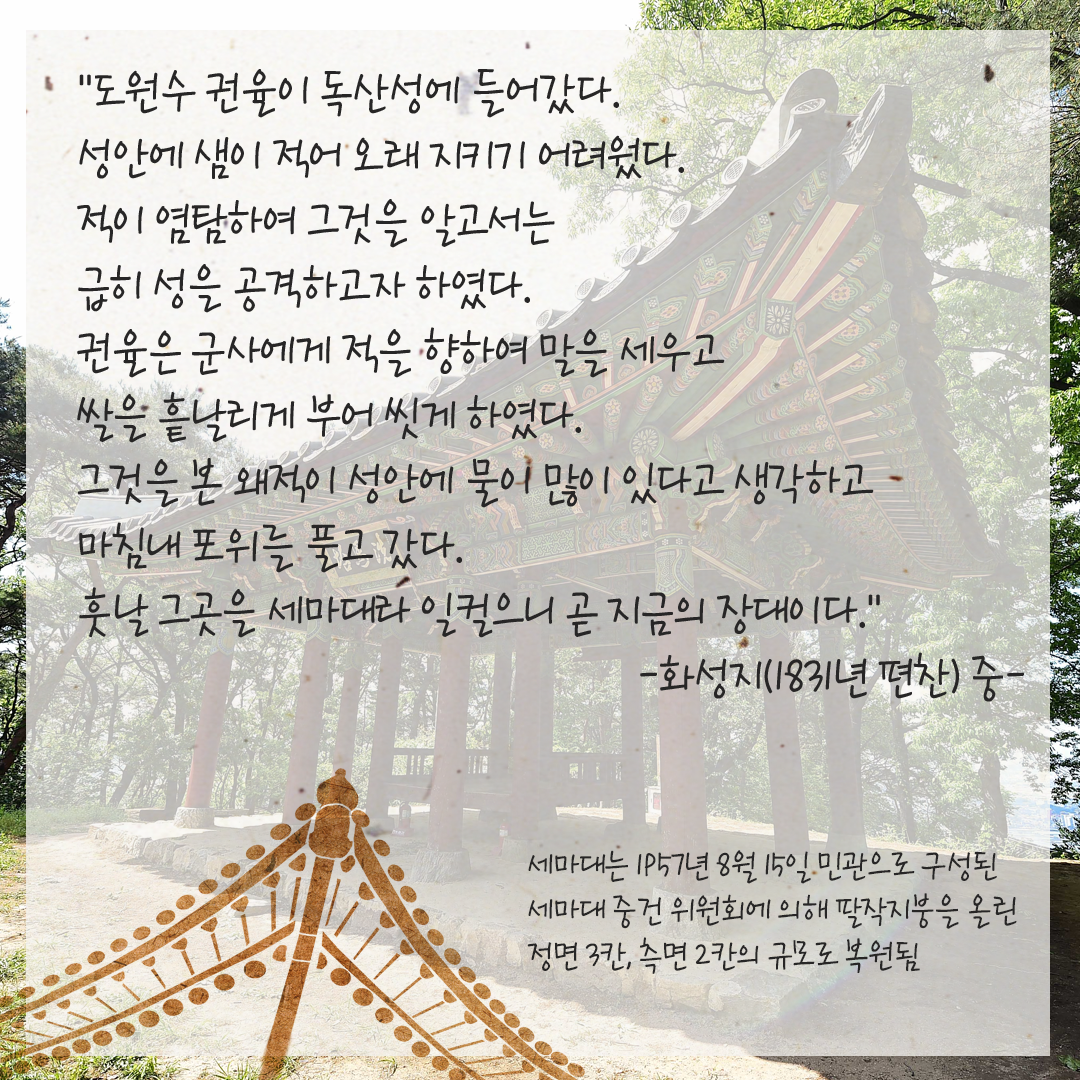 "도원수 권율이 독산성에 들어갔다.
성안에 샘이 적어 오래 지키기 어려웠다.
적이 염탐하여 그것을 알고서는
급히 성을 공격하고자 하였다.
권율은 군사에게 적을 향하여 말을 세우고
쌀을 흩날리게 부어 씻게 하였다.
그것을 본 왜적이 성안에 물이 많이 있다고 생각하고
마침내 포위를 풀고 갔다.
훗날 그곳을 세마대라 일컬으니 곧 지금의 장대이다."
-화성지(1831년 편찬) 중-
세마대는 1957년 8월 15일 민관으로 구성된
세마대 중건 위원회에 의해 팔작지붕을 올린
정면 3칸, 측면 2칸의 규모로 복원됨